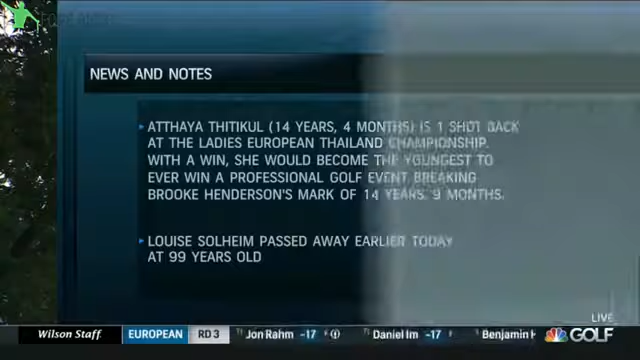 NEWS AND NOTES
ATTHAYA THITIKUL (14 YEARS, 4 MONTHS) IS 1 SHOT BACK
AT THE LADIES EUROPEAN THAILAND CHAMPIONSHIP.
WITH A WIN, SHE WOULD BECOME THE YOUNGEST TO
EVER WIN A PROFESSIONAL GOLF EVENT, BREAKING
BROOKE HENDERSON'S MARK OF 14 YEARS, 9 MONTHS.
LOUISE SOLHEIM PASSED AWAY EARLIER TODAY
AT 99 YEARS OLD
LIVE
Wilson Staff EUROPEAN RD 3 Jon Rahm -17 Daniel Im -17 Benjamin H GOLF